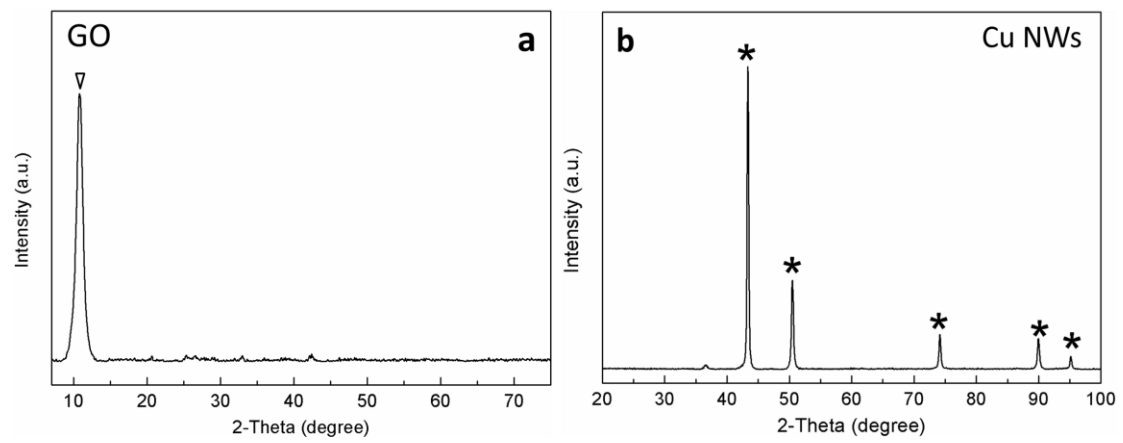 GO
a
Intensity (a.u.)
10 20 30 40 50 60 70
2-Theta (degree)
b
Cu NWs
*
*
*
*
*
Intensity (a.u.)
20 30 40 50 60 70 80 90 100
2-Theta (degree)